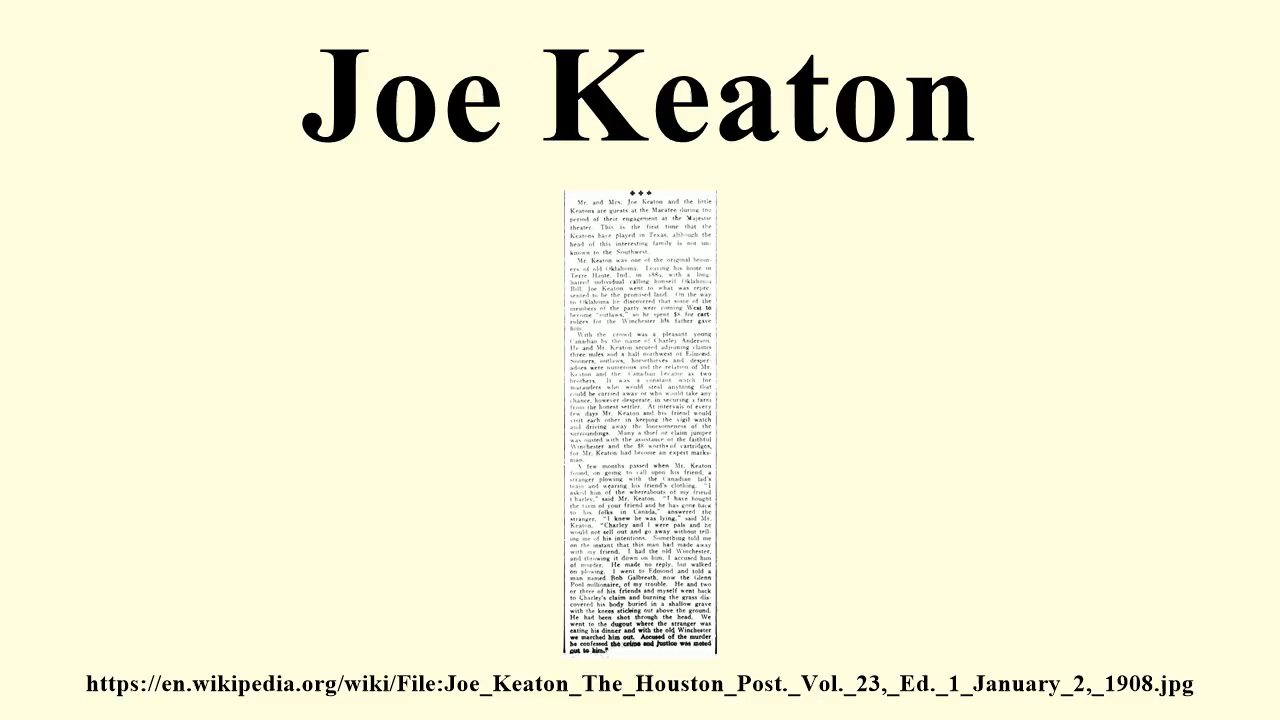 Joe Keaton
Mr. and Mrs. Joe Keaton and the little
Keatons are guests at the Macatee during the
period of their engagement at the Majestic
theater. This is the first time that the
Keatons have played in Texas, although the
head of this interesting family is not un-
known to the Southwest.
Mr. Keaton was one of the original boom-
ers of old Oklahoma. Leaving his home in
Terre Haute, Ind., in 1884, with a long-
haired individual calling himself Oklahoma
Bill, Joe Keaton went to what was repre-
sented to be the promised land. On the way
to Oklahoma he discovered that some of the
members of the party were coming West to
become "outlaws," so he spent $8 for cart-
ridges for the Winchester his father gave
him.
With the crowd was a pleasant young
Canadian by the name of Charley Anderson.
He and Mr. Keaton secured adjoining claims
three miles and a half northwest of Edmond.
Sooners, outlaws, horsethieves and desper-
adoes were numerous and the relation of Mr.
Keaton and the Canadian became as two
brothers. It was a constant watch for
marauders who would steal anything that
could be carried away or who would take any
chance, however desperate, in securing a farm
from the honest settler. At intervals of every
few days Mr. Keaton and his friend would
visit each other in keeping the vigil watch
and driving away the lonesomeness of the
surroundings. Many a thief or claim jumper
was ousted with the assistance of the faithful
Winchester and the $8 worths of cartridges,
for Mr. Keaton had become an expert marks-
man.
A few months passed when Mr. Keaton
found, on going to call upon his friend, a
stranger plowing with the Canadian lad's
team and wearing his friend's clothing. "I
asked him of the whereabouts of my friend
Charley," said Mr. Keaton. "I have bought
the farm of your friend and he has gone back
to his folks in Canada," answered the
stranger. "I knew he was lying," said Mr.
Keaton. "Charley and I were pals and he
would not sell out and go away without tell-
ing me of his intentions. Something told me
on the instant that this man had made away
with my friend. I had the old Winchester,
and throwing it down on him, I accused him
of murder. He made no reply, but walked
on plowing. I went to Edmond and told a
man named Bob Galbreath, now the Glenn
Pool millionaire, of my trouble. He and two
or three of his friends and myself went back
to Charley's claim and burning the grass dis-
covered his body buried in a shallow grave
with the knees sticking out above the ground.
He had been shot through the head. We
went to the dugout where the stranger was
eating his dinner and with the old Winchester
we marched him out. Accused of the murder
he confessed the crime and justice was meted
out to him."
https://en.wikipedia.org/wiki/File:Joe_Keaton_The_Houston_Post._Vol._23,_Ed._1_January_2,_1908.jpg